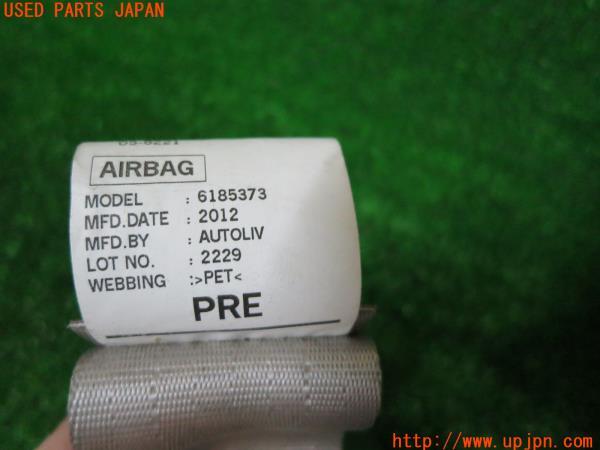 USED PARTS JAPAN
AIRBAG
MODEL : 6185373
MFD.DATE : 2012
MFD.BY : AUTOLIV
LOT NO. : 2229
WEBBING :>PET<
PRE
http://www.upjpn.com/